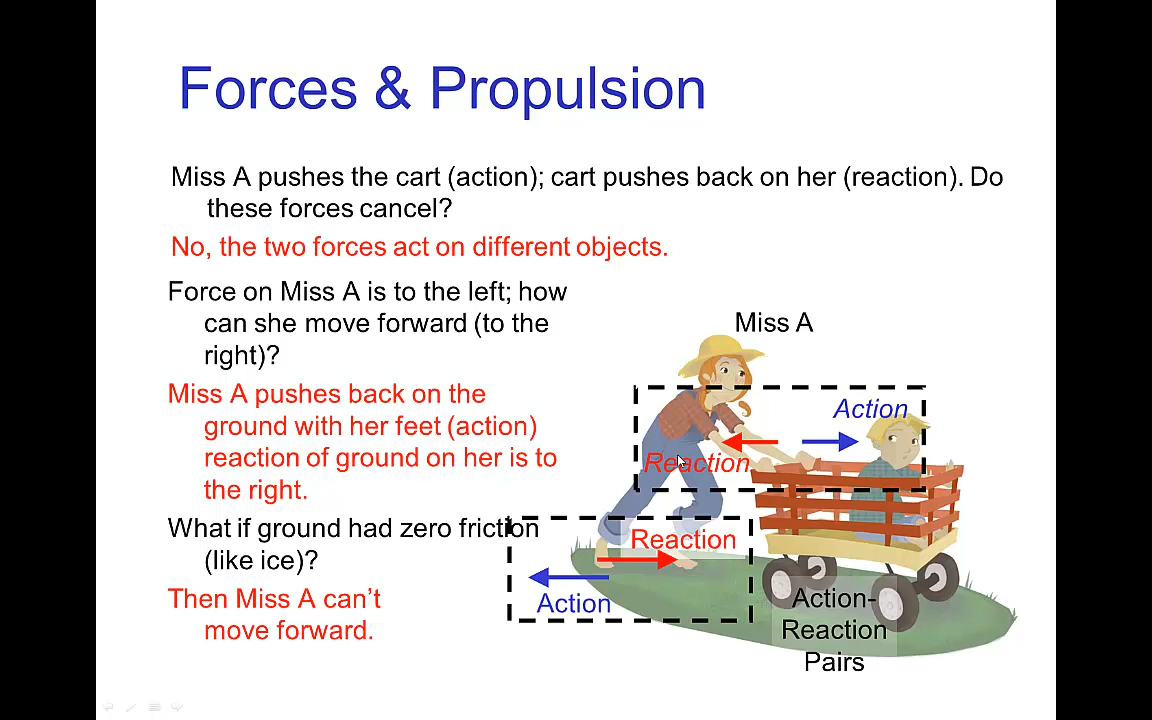 Forces & Propulsion
Miss A pushes the cart (action); cart pushes back on her (reaction). Do
these forces cancel?
No, the two forces act on different objects.
Force on Miss A is to the left; how
can she move forward (to the
right)?
Miss A pushes back on the
ground with her feet (action)
reaction of ground on her is to
the right.
What if ground had zero friction
(like ice)?
Then Miss A can’t
move forward.
Miss A
Action
Reaction
Reaction
Action
Action-
Reaction
Pairs